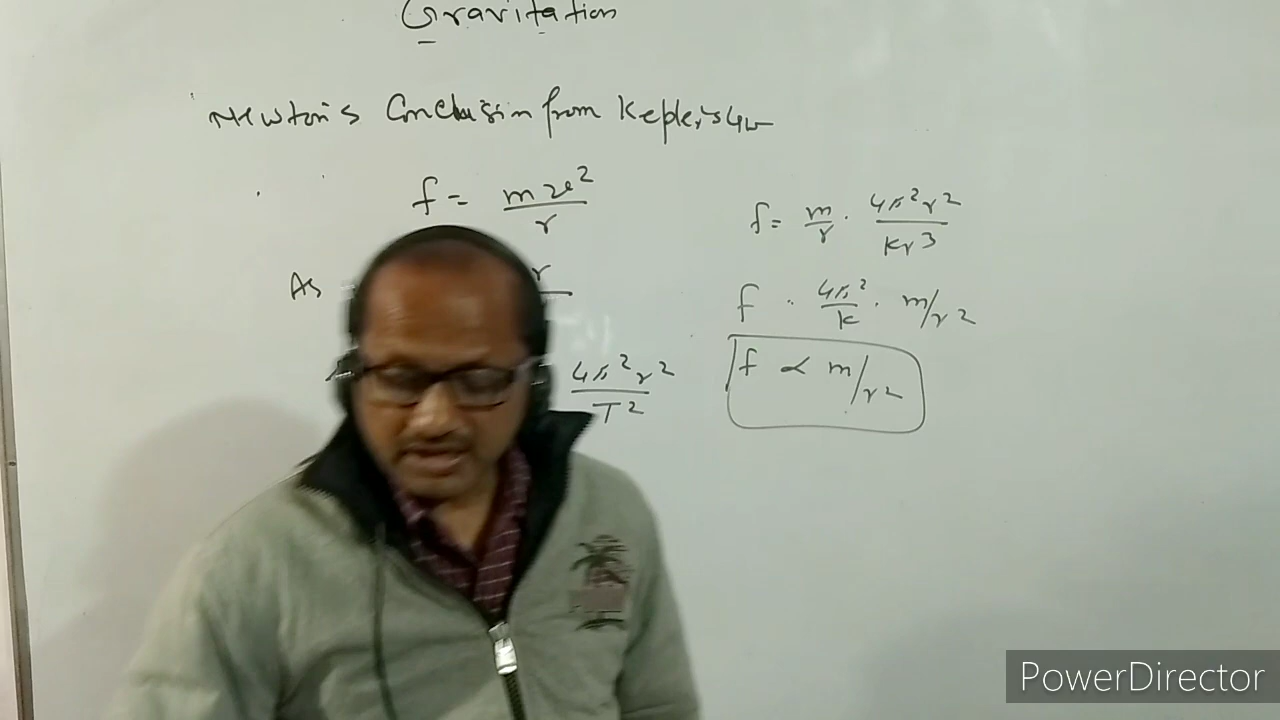 Gravitation
Newton's Conclusion from Kepler's Law
f = mv²/r
As
r
4π²r²/T²
f = m/r · 4π²r²/kr³
f · 4π²/k · m/r²
f ∝ m/r²
PowerDirector